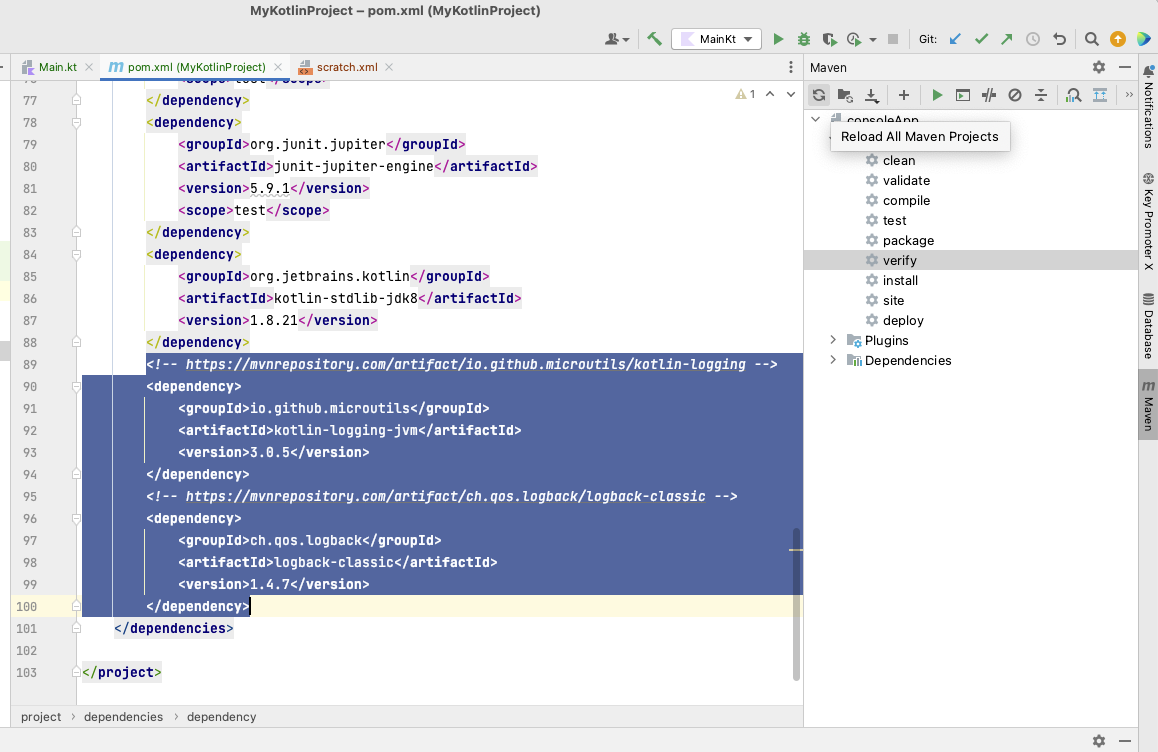 MyKotlinProject – pom.xml (MyKotlinProject)
MainKt
Git:
Main.kt
pom.xml (MyKotlinProject)
scratch.xml
Maven
1
77 </dependency>
78 <dependency>
79 <groupId>org.junit.jupiter</groupId>
80 <artifactId>junit-jupiter-engine</artifactId>
81 <version>5.9.1</version>
82 <scope>test</scope>
83 </dependency>
84 <dependency>
85 <groupId>org.jetbrains.kotlin</groupId>
86 <artifactId>kotlin-stdlib-jdk8</artifactId>
87 <version>1.8.21</version>
88 </dependency>
89 <!-- https://mvnrepository.com/artifact/io.github.microutils/kotlin-logging -->
90 <dependency>
91 <groupId>io.github.microutils</groupId>
92 <artifactId>kotlin-logging-jvm</artifactId>
93 <version>3.0.5</version>
94 </dependency>
95 <!-- https://mvnrepository.com/artifact/ch.qos.logback/logback-classic -->
96 <dependency>
97 <groupId>ch.qos.logback</groupId>
98 <artifactId>logback-classic</artifactId>
99 <version>1.4.7</version>
100 </dependency>
101 </dependencies>
102
103 </project>
project > dependencies > dependency
consoleApp
Reload All Maven Projects
clean
validate
compile
test
package
verify
install
site
deploy
Plugins
Dependencies
Notifications
Key Promoter X
Database
Maven